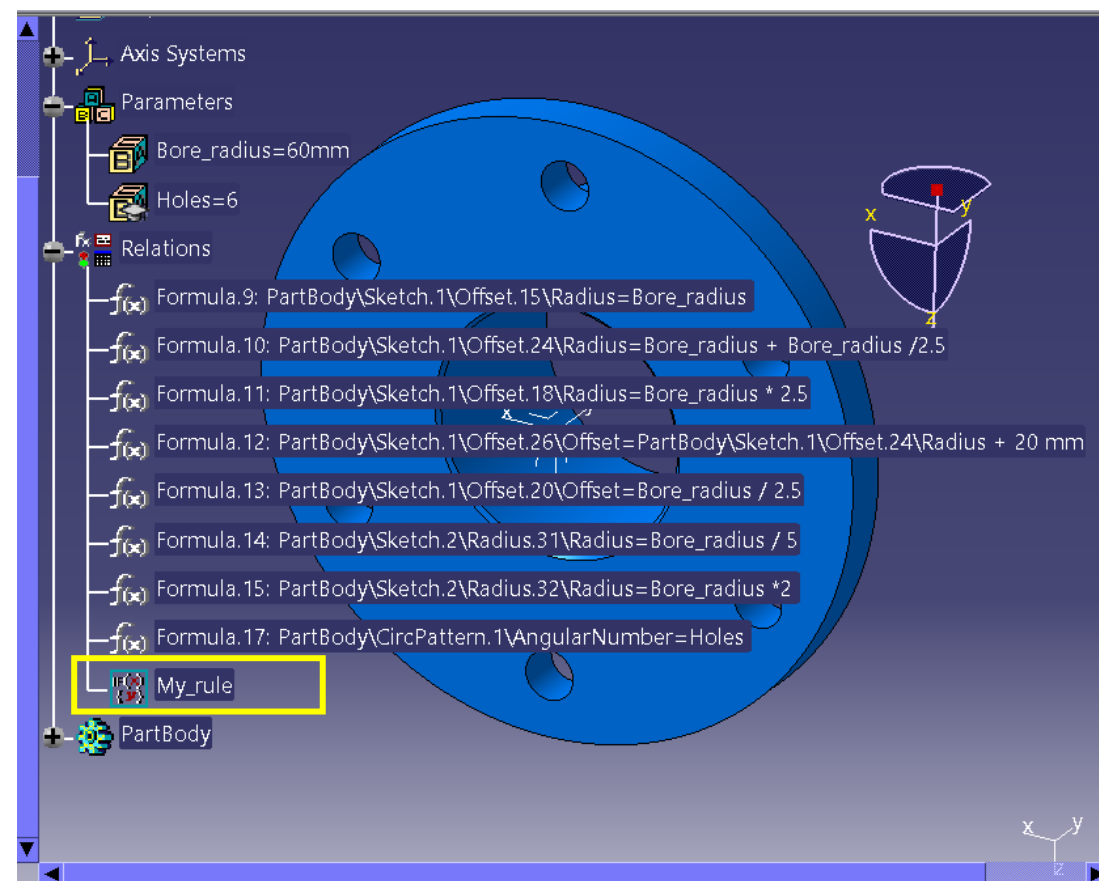 Axis Systems
Parameters
Bore_radius=60mm
Holes=6
Relations
Formula.9: PartBody\Sketch.1\Offset.15\Radius=Bore_radius
Formula.10: PartBody\Sketch.1\Offset.24\Radius=Bore_radius + Bore_radius /2.5
Formula.11: PartBody\Sketch.1\Offset.18\Radius=Bore_radius * 2.5
Formula.12: PartBody\Sketch.1\Offset.26\Offset=PartBody\Sketch.1\Offset.24\Radius + 20 mm
Formula.13: PartBody\Sketch.1\Offset.20\Offset=Bore_radius / 2.5
Formula.14: PartBody\Sketch.2\Radius.31\Radius=Bore_radius / 5
Formula.15: PartBody\Sketch.2\Radius.32\Radius=Bore_radius *2
Formula.17: PartBody\CircPattern.1\AngularNumber=Holes
My_rule
PartBody
x
y
z
x
y
z